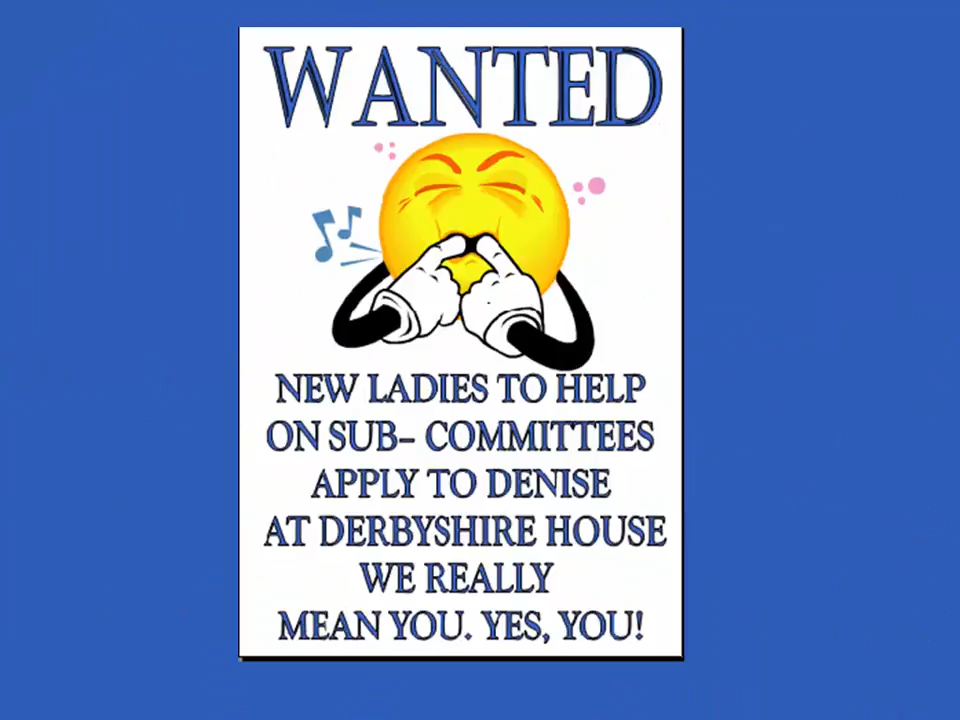 WANTED
NEW LADIES TO HELP
ON SUB- COMMITTEES
APPLY TO DENISE
AT DERBYSHIRE HOUSE
WE REALLY
MEAN YOU. YES, YOU!